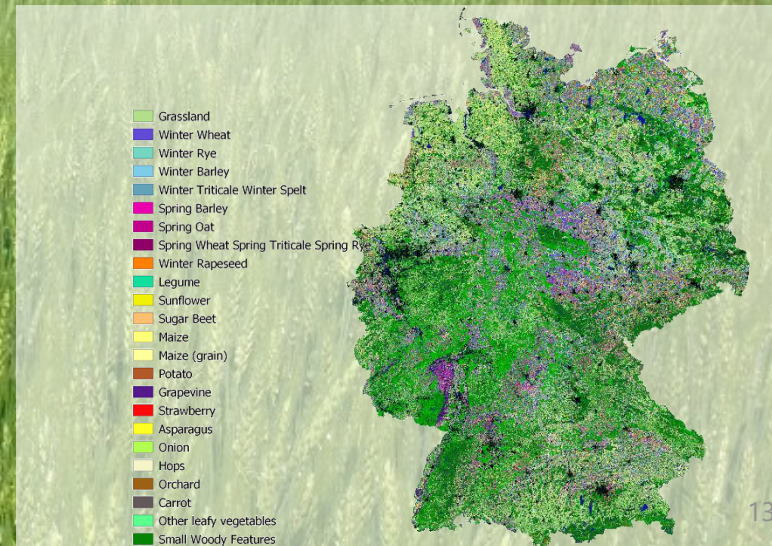 Grassland
Winter Wheat
Winter Rye
Winter Barley
Winter Triticale Winter Spelt
Spring Barley
Spring Oat
Spring Wheat Spring Triticale Spring Ry
Winter Rapeseed
Legume
Sunflower
Sugar Beet
Maize
Maize (grain)
Potato
Grapevine
Strawberry
Asparagus
Onion
Hops
Orchard
Carrot
Other leafy vegetables
Small Woody Features
13